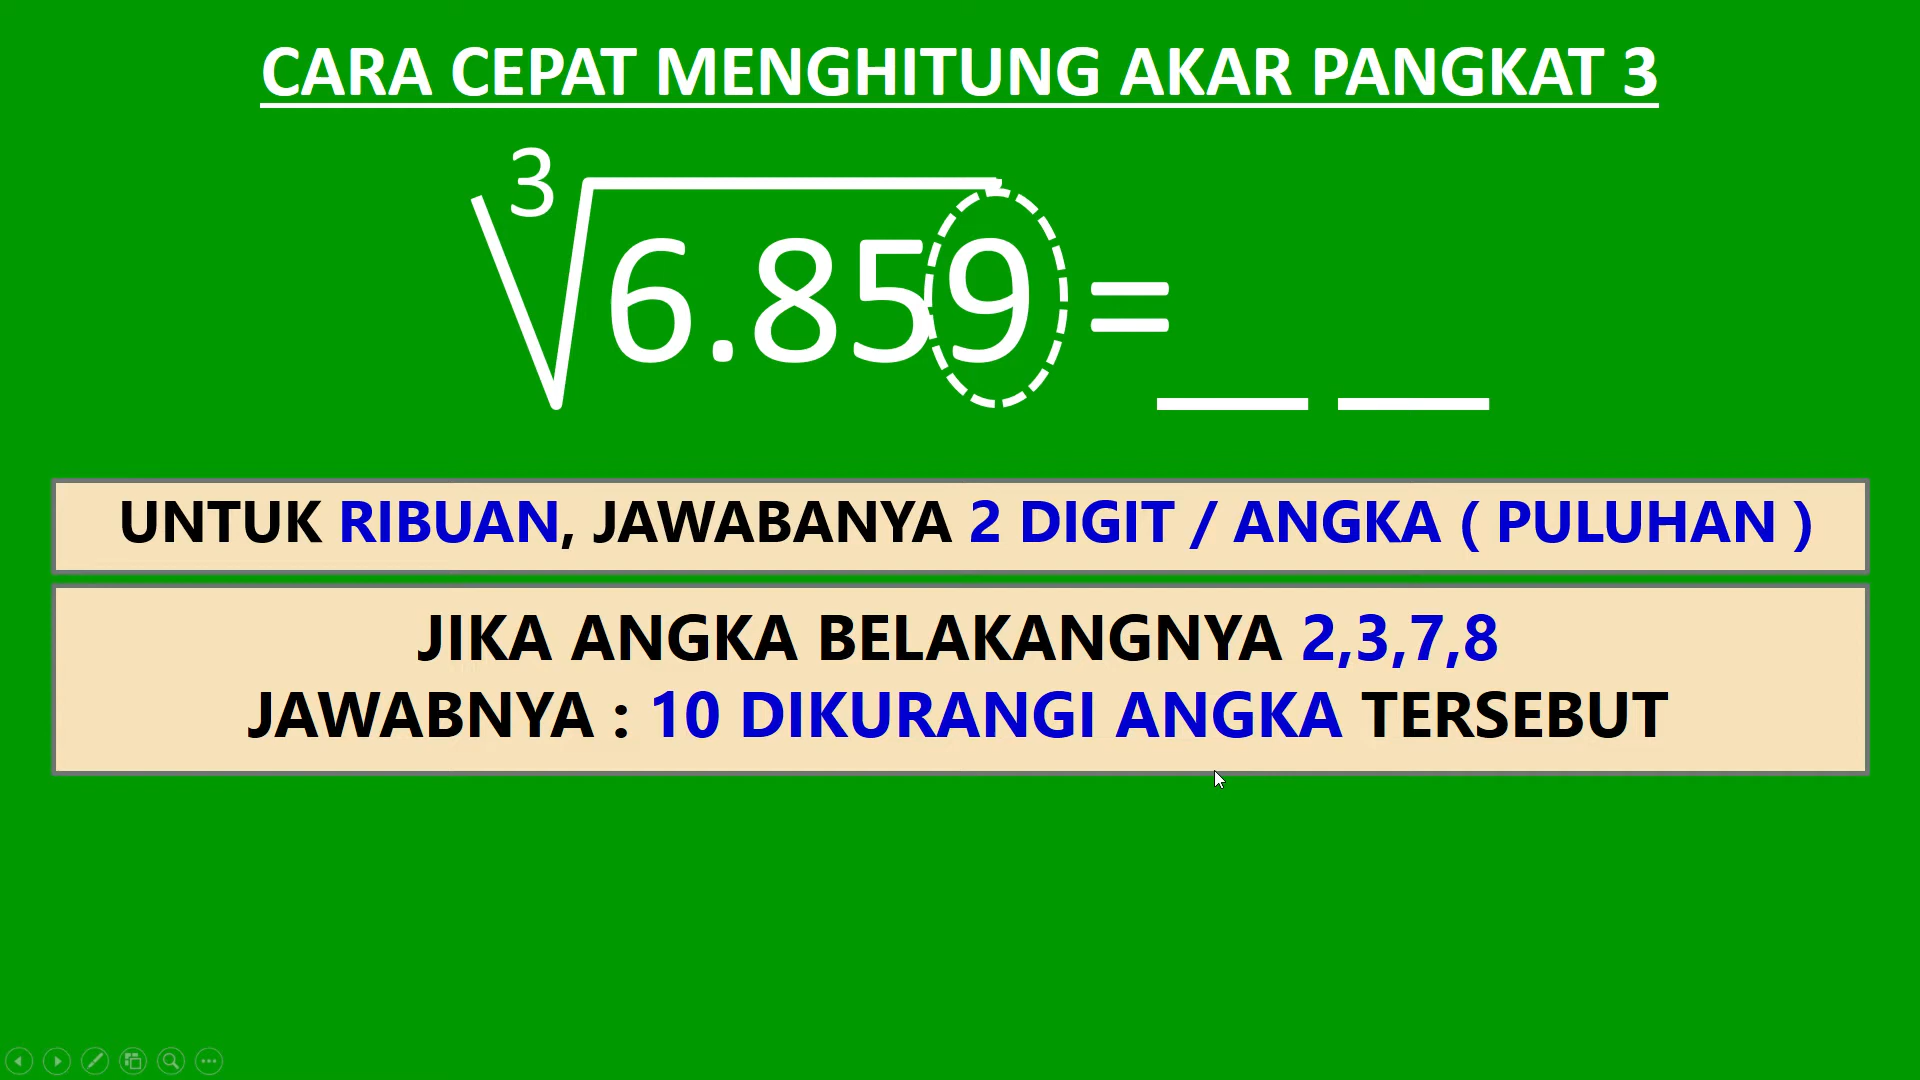 CARA CEPAT MENGHITUNG AKAR PANGKAT 3
3
√6.859 = __ __
UNTUK RIBUAN, JAWABANYA 2 DIGIT / ANGKA ( PULUHAN )
JIKA ANGKA BELAKANGNYA 2,3,7,8
JAWABNYA : 10 DIKURANGI ANGKA TERSEBUT